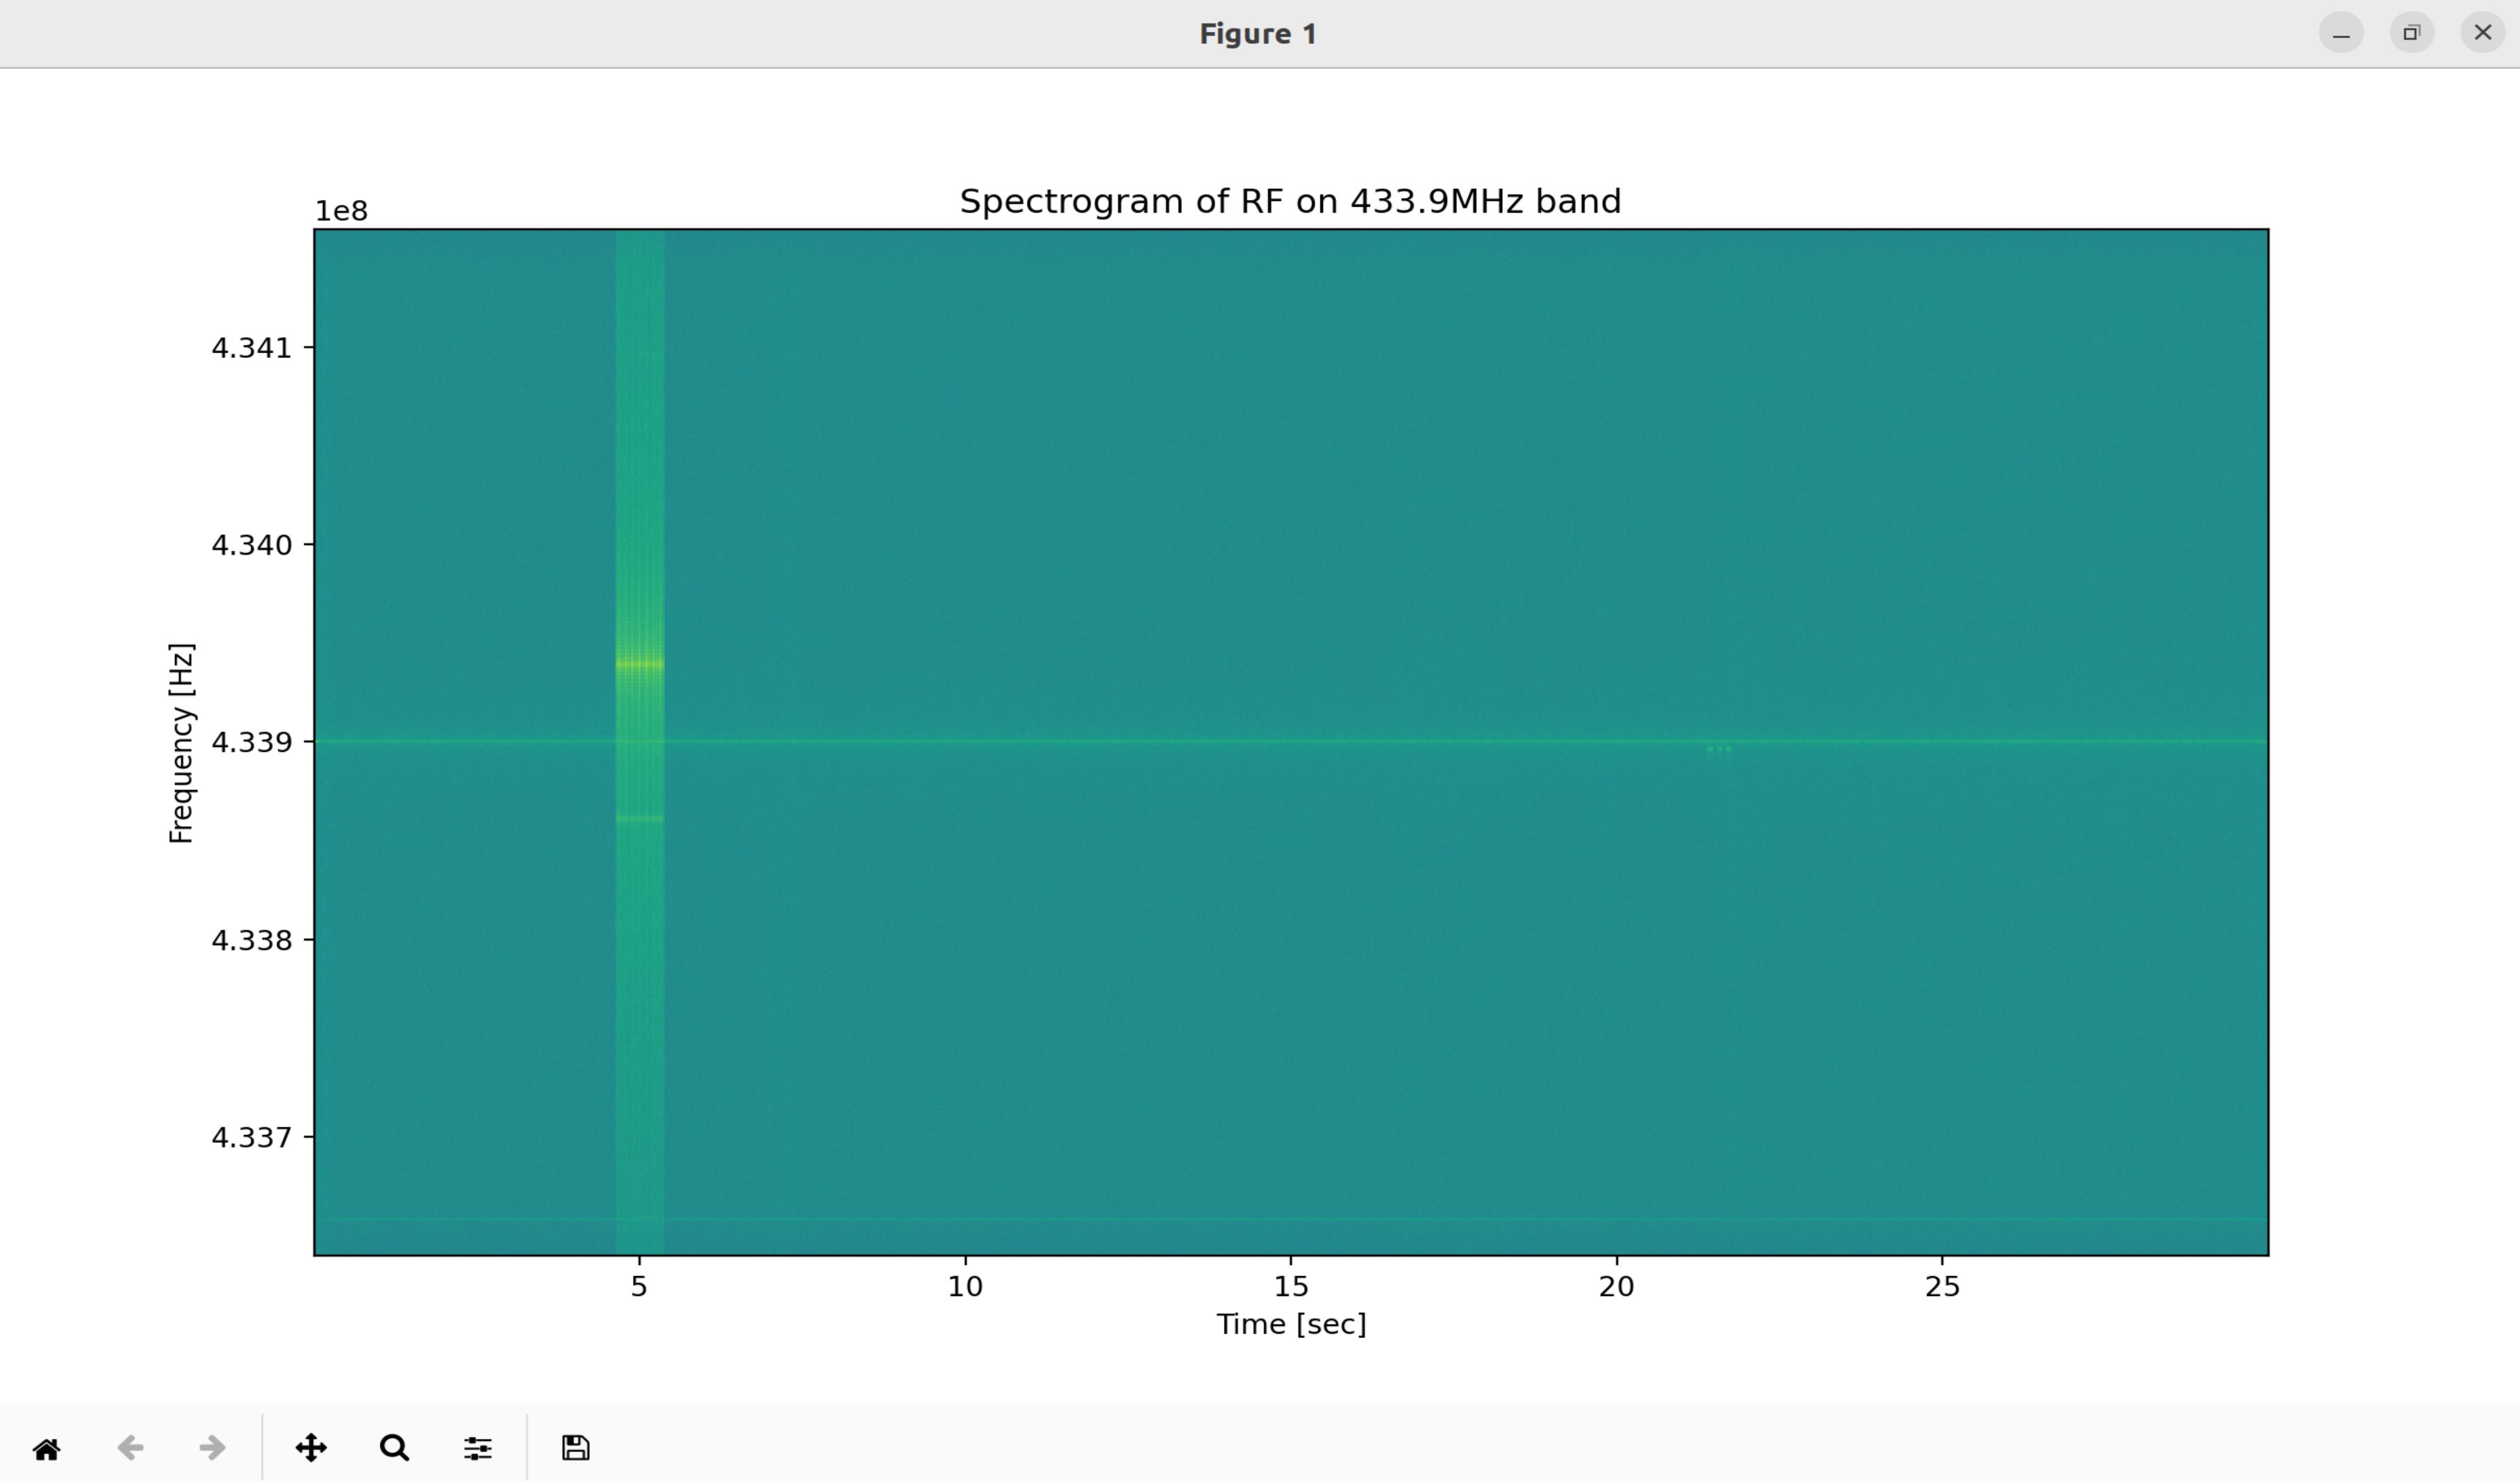 Figure 1
Spectrogram of RF on 433.9MHz band
1e8
4.341
4.340
4.339
4.338
4.337
Frequency [Hz]
5 10 15 20 25
Time [sec]